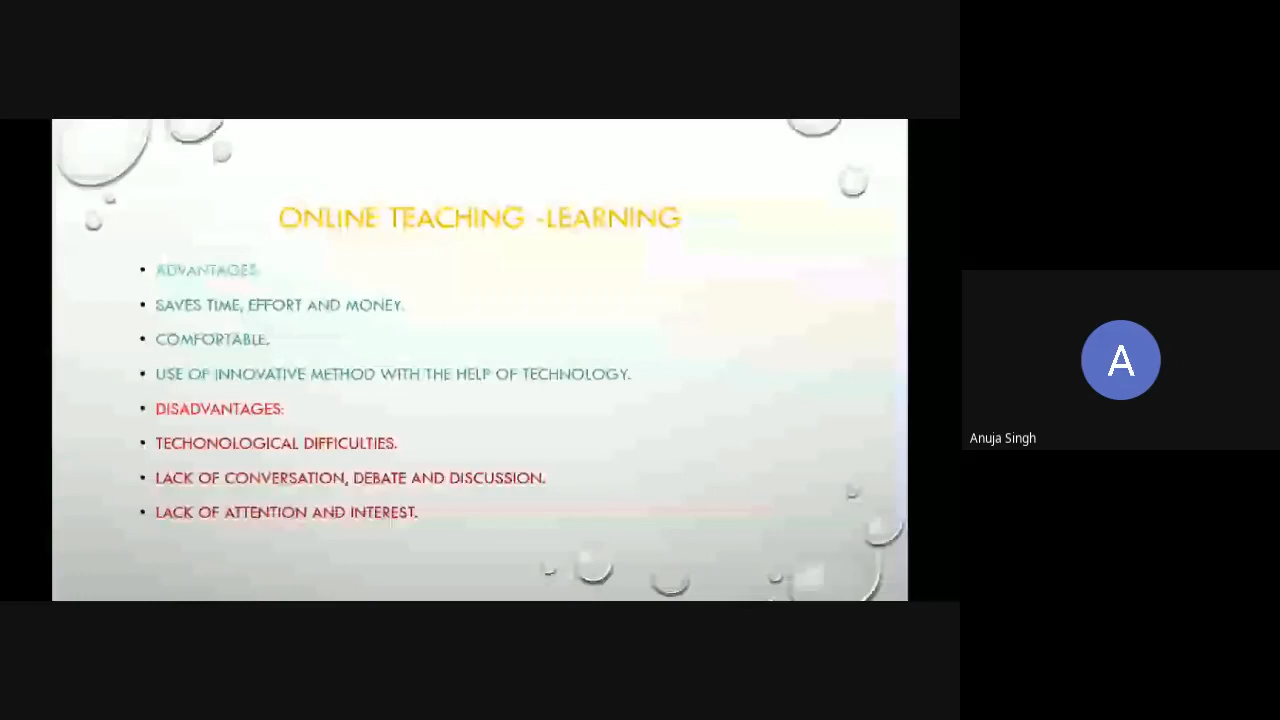 ONLINE TEACHING -LEARNING
• ADVANTAGES:
• SAVES TIME, EFFORT AND MONEY.
• COMFORTABLE.
• USE OF INNOVATIVE METHOD WITH THE HELP OF TECHNOLOGY.
• DISADVANTAGES:
• TECHONOLOGICAL DIFFICULTIES.
• LACK OF CONVERSATION, DEBATE AND DISCUSSION.
• LACK OF ATTENTION AND INTEREST.
A
Anuja Singh